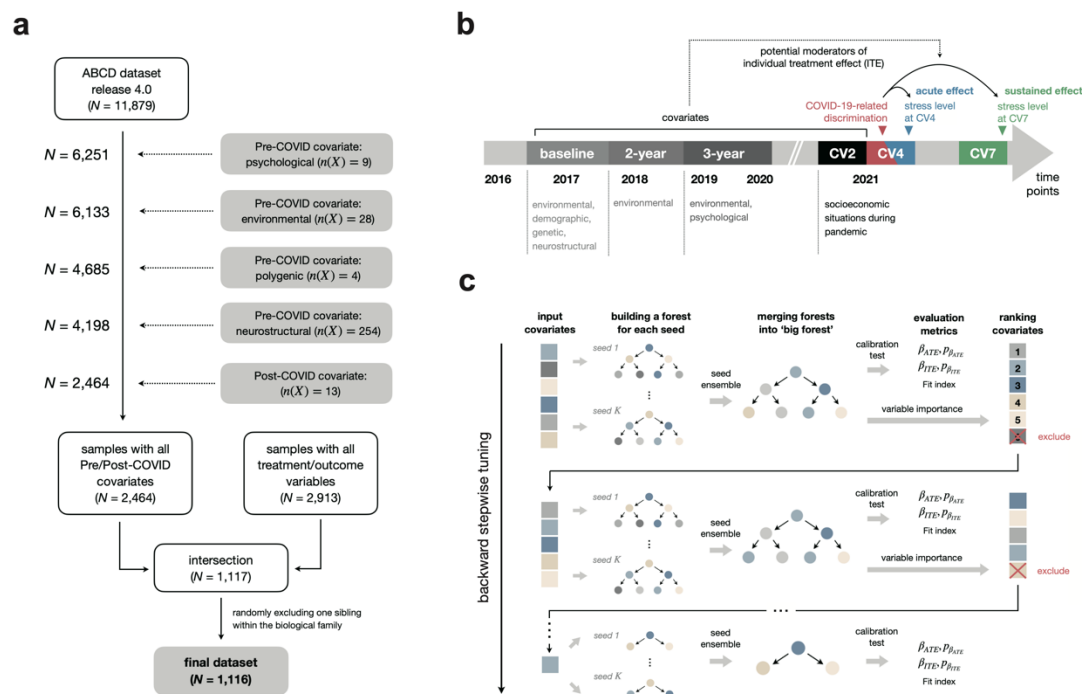 a
ABCD dataset
release 4.0
(N = 11,879)
N = 6,251
Pre-COVID covariate:
psychological (n(X) = 9)
N = 6,133
Pre-COVID covariate:
environmental (n(X) = 28)
N = 4,685
Pre-COVID covariate:
polygenic (n(X) = 4)
N = 4,198
Pre-COVID covariate:
neurostructural (n(X) = 254)
N = 2,464
Post-COVID covariate:
(n(X) = 13)
samples with all
Pre/Post-COVID
covariates
(N = 2,464)
samples with all
treatment/outcome
variables
(N = 2,913)
intersection
(N = 1,117)
randomly excluding one sibling
within the biological family
final dataset
(N = 1,116)
b
potential moderators of
individual treatment effect (ITE)
covariates
COVID-19-related
discrimination
acute effect
stress level
at CV4
sustained effect
stress level
at CV7
baseline
2-year
3-year
CV2
CV4
CV7
time
points
2016
2017
2018
2019
2020
2021
environmental,
demographic,
genetic,
neurostructural
environmental
environmental,
psychological
socioeconomic
situations during
pandemic
c
backward stepwise tuning
input
covariates
building a forest
for each seed
merging forests
into ‘big forest’
evaluation
metrics
ranking
covariates
seed 1
⋮
seed K
seed
ensemble
calibration
test
β_ATE, p_β_ATE
β_ITE, p_β_ITE
Fit index
variable importance
1
2
3
4
5
exclude
seed 1
⋮
seed K
seed
ensemble
calibration
test
β_ATE, p_β_ATE
β_ITE, p_β_ITE
Fit index
variable importance
exclude
...
seed 1
⋮
seed K
seed
ensemble
calibration
test
β_ATE, p_β_ATE
β_ITE, p_β_ITE
Fit index